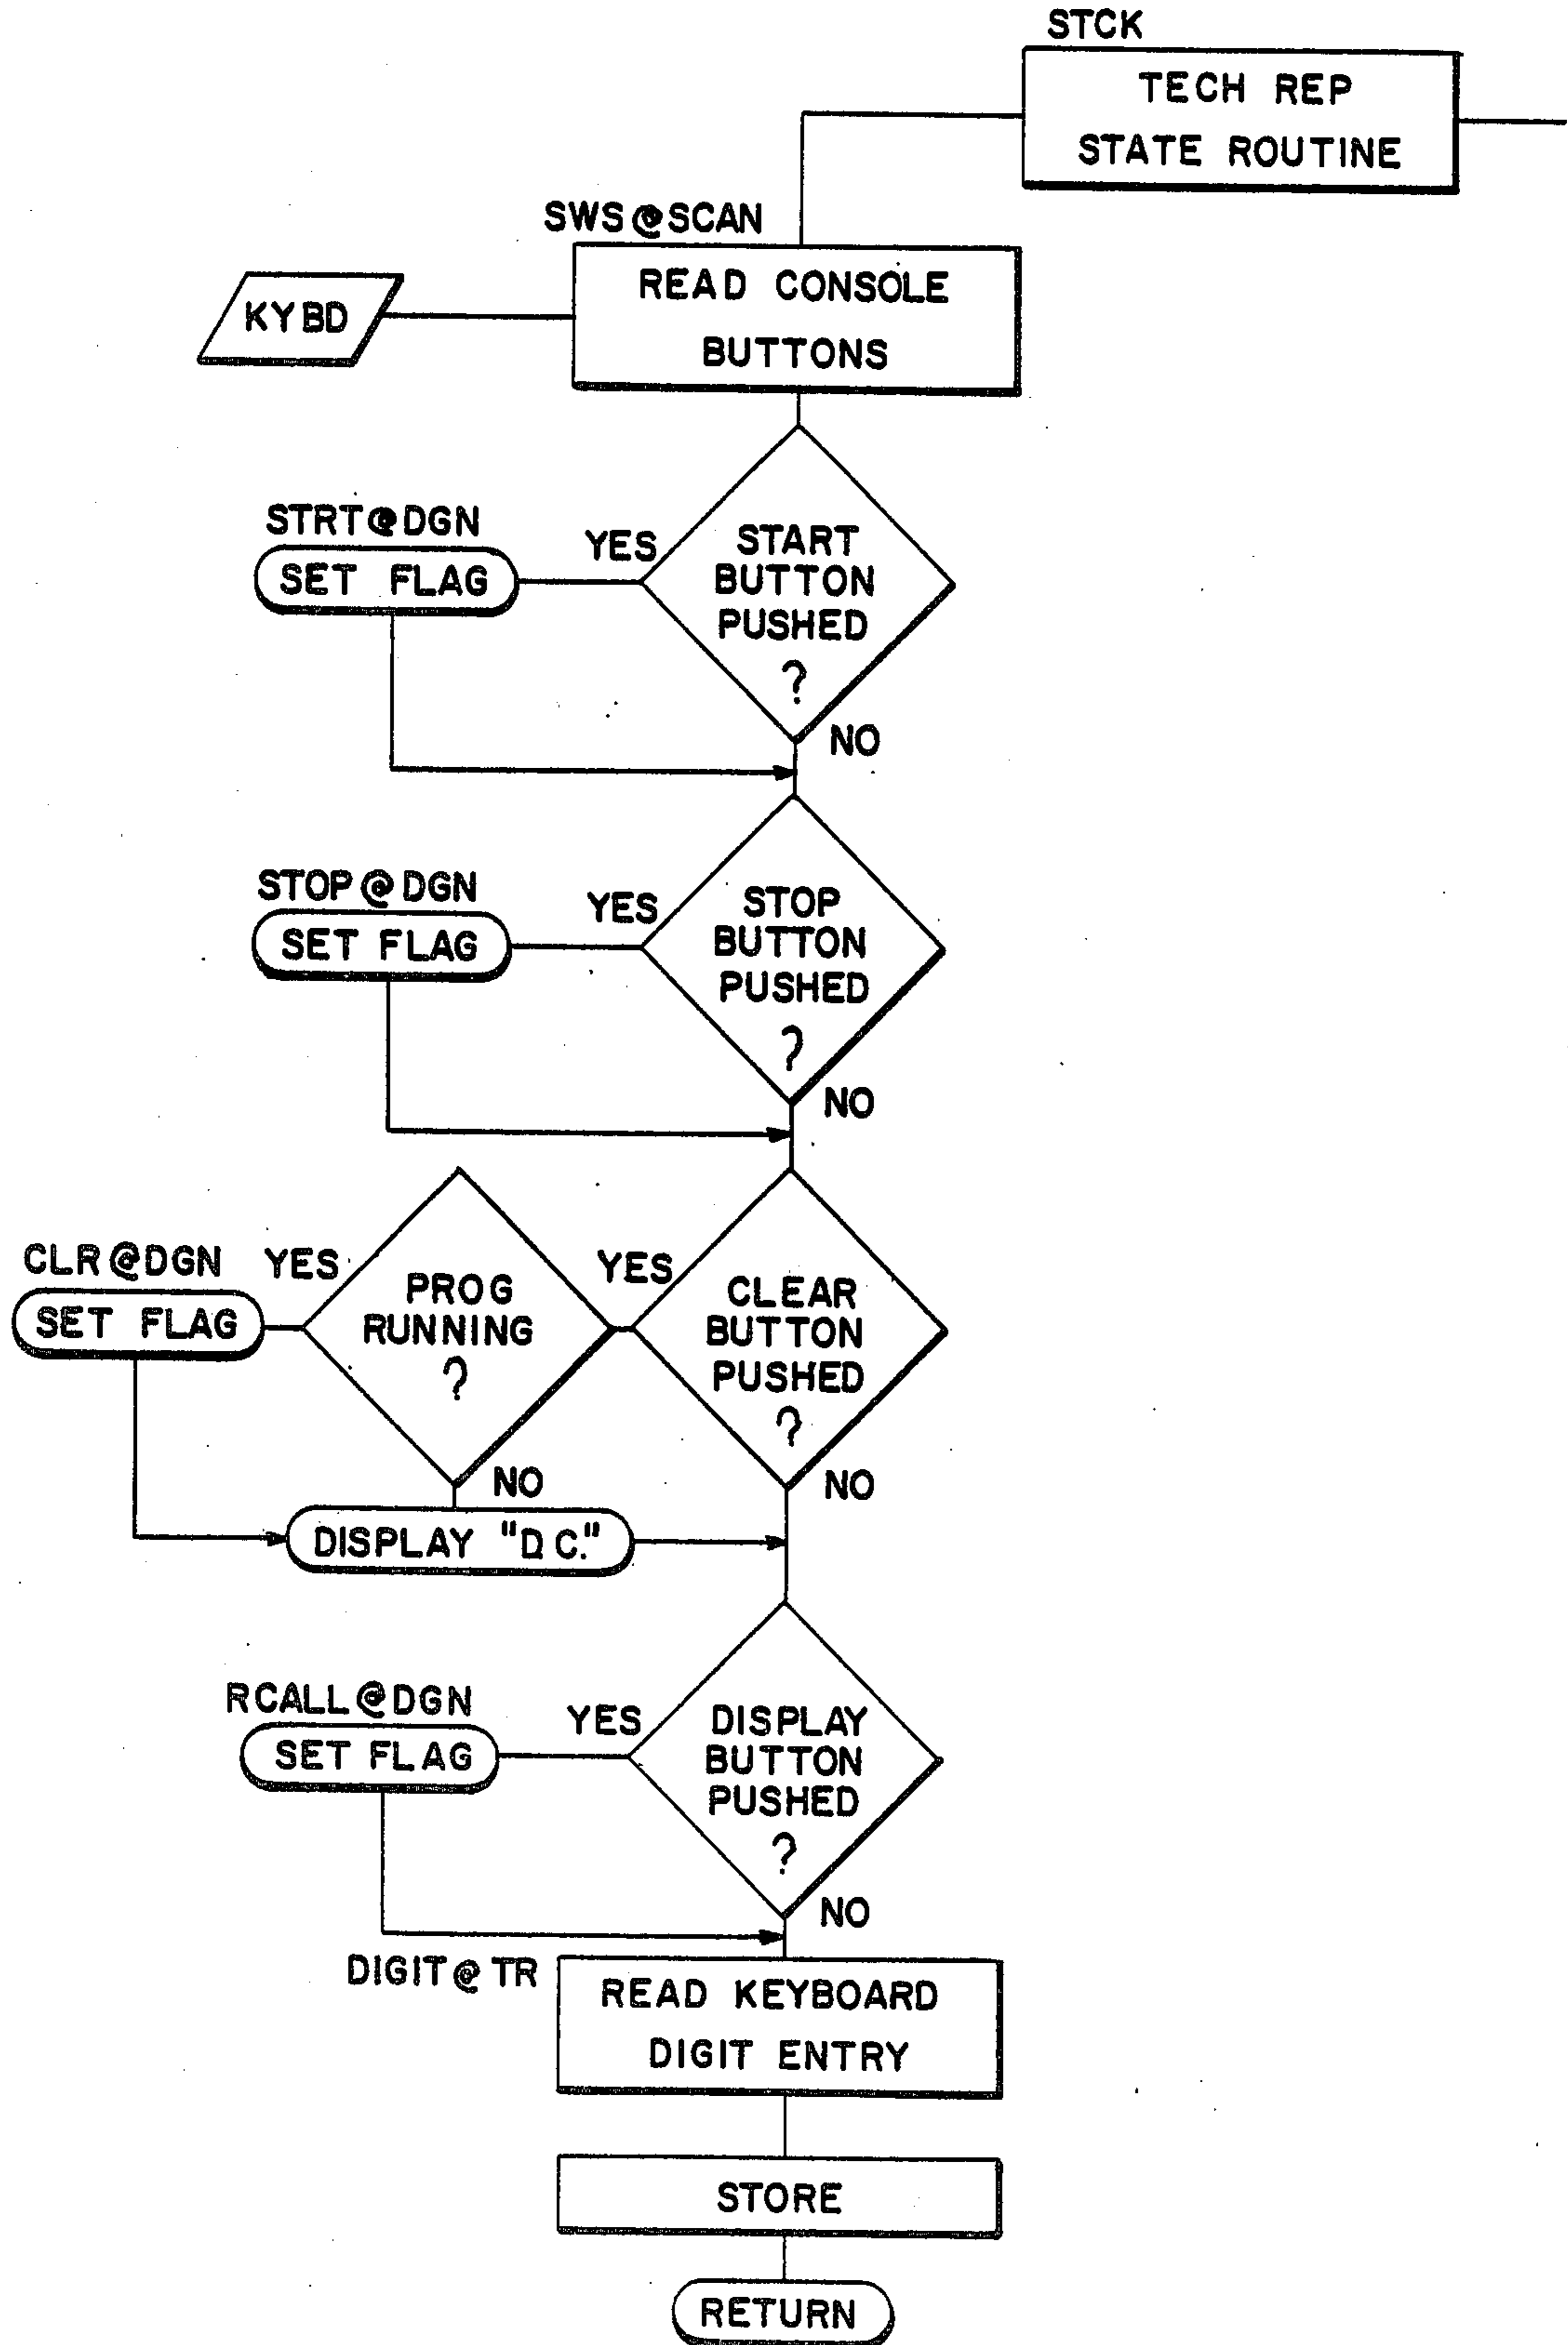 STCK
TECH REP
STATE ROUTINE
SWS@SCAN
READ CONSOLE
BUTTONS
KYBD
STRT@DGN
SET FLAG
YES
START
BUTTON
PUSHED
?
NO
STOP@DGN
SET FLAG
YES
STOP
BUTTON
PUSHED
?
NO
CLR@DGN
SET FLAG
YES
PROG
RUNNING
?
NO
YES
CLEAR
BUTTON
PUSHED
?
NO
DISPLAY "D C."
RCALL@DGN
SET FLAG
YES
DISPLAY
BUTTON
PUSHED
?
NO
DIGIT@TR
READ KEYBOARD
DIGIT ENTRY
STORE
RETURN